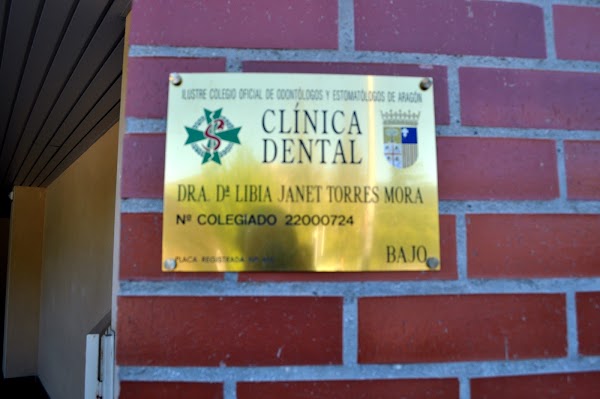 ILUSTRE COLEGIO OFICIAL DE ODONTÓLOGOS Y ESTOMATÓLOGOS DE ARAGÓN
CLÍNICA
DENTAL
DRA. Dª LIBIA JANET TORRES MORA
Nº COLEGIADO 22000724
PLACA REGISTRADA
BAJO